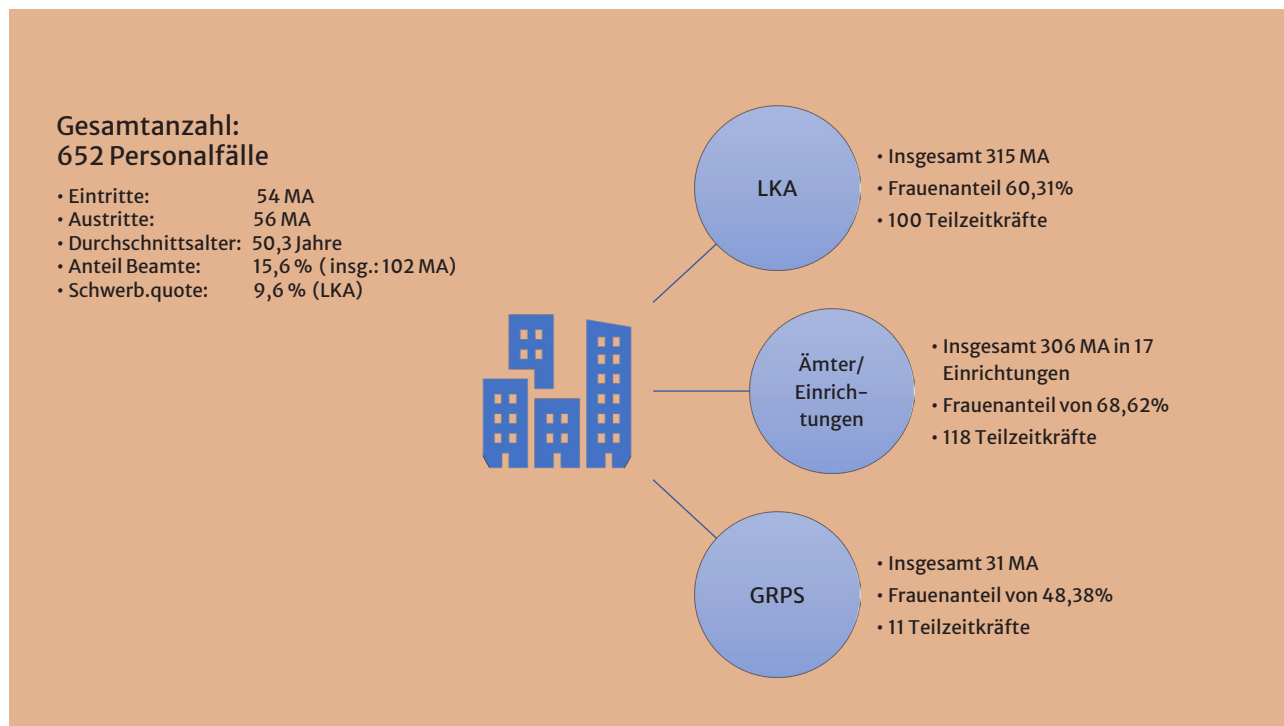 Gesamtanzahl:
652 Personalfälle
• Eintritte: 54 MA
• Austritte: 56 MA
• Durchschnittsalter: 50,3 Jahre
• Anteil Beamte: 15,6 % ( insg.: 102 MA)
• Schwerb.quote: 9,6 % (LKA)
LKA
• Insgesamt 315 MA
• Frauenanteil 60,31%
• 100 Teilzeitkräfte
Ämter/
Einrich-
tungen
• Insgesamt 306 MA in 17
Einrichtungen
• Frauenanteil von 68,62%
• 118 Teilzeitkräfte
GRPS
• Insgesamt 31 MA
• Frauenanteil von 48,38%
• 11 Teilzeitkräfte